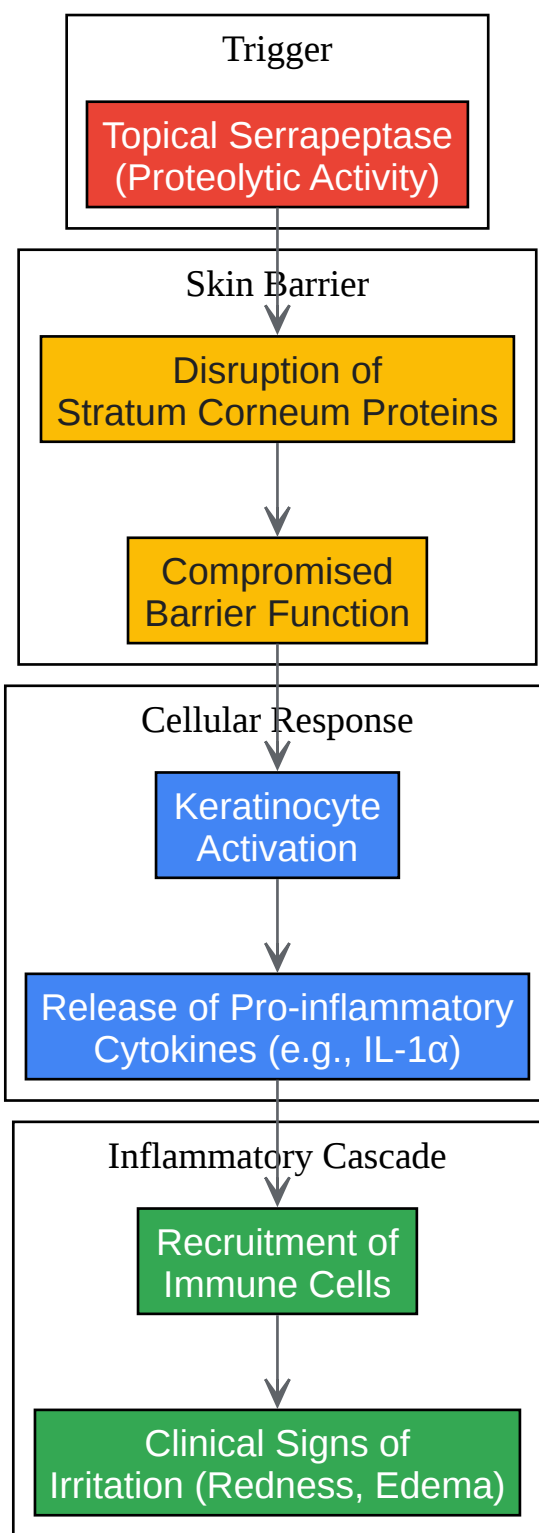 Trigger
Topical Serrapeptase
(Proteolytic Activity)
Skin Barrier
Disruption of
Stratum Corneum Proteins
Compromised
Barrier Function
Cellular Response
Keratinocyte
Activation
Release of Pro-inflammatory
Cytokines (e.g., IL-1α)
Inflammatory Cascade
Recruitment of
Immune Cells
Clinical Signs of
Irritation (Redness, Edema)